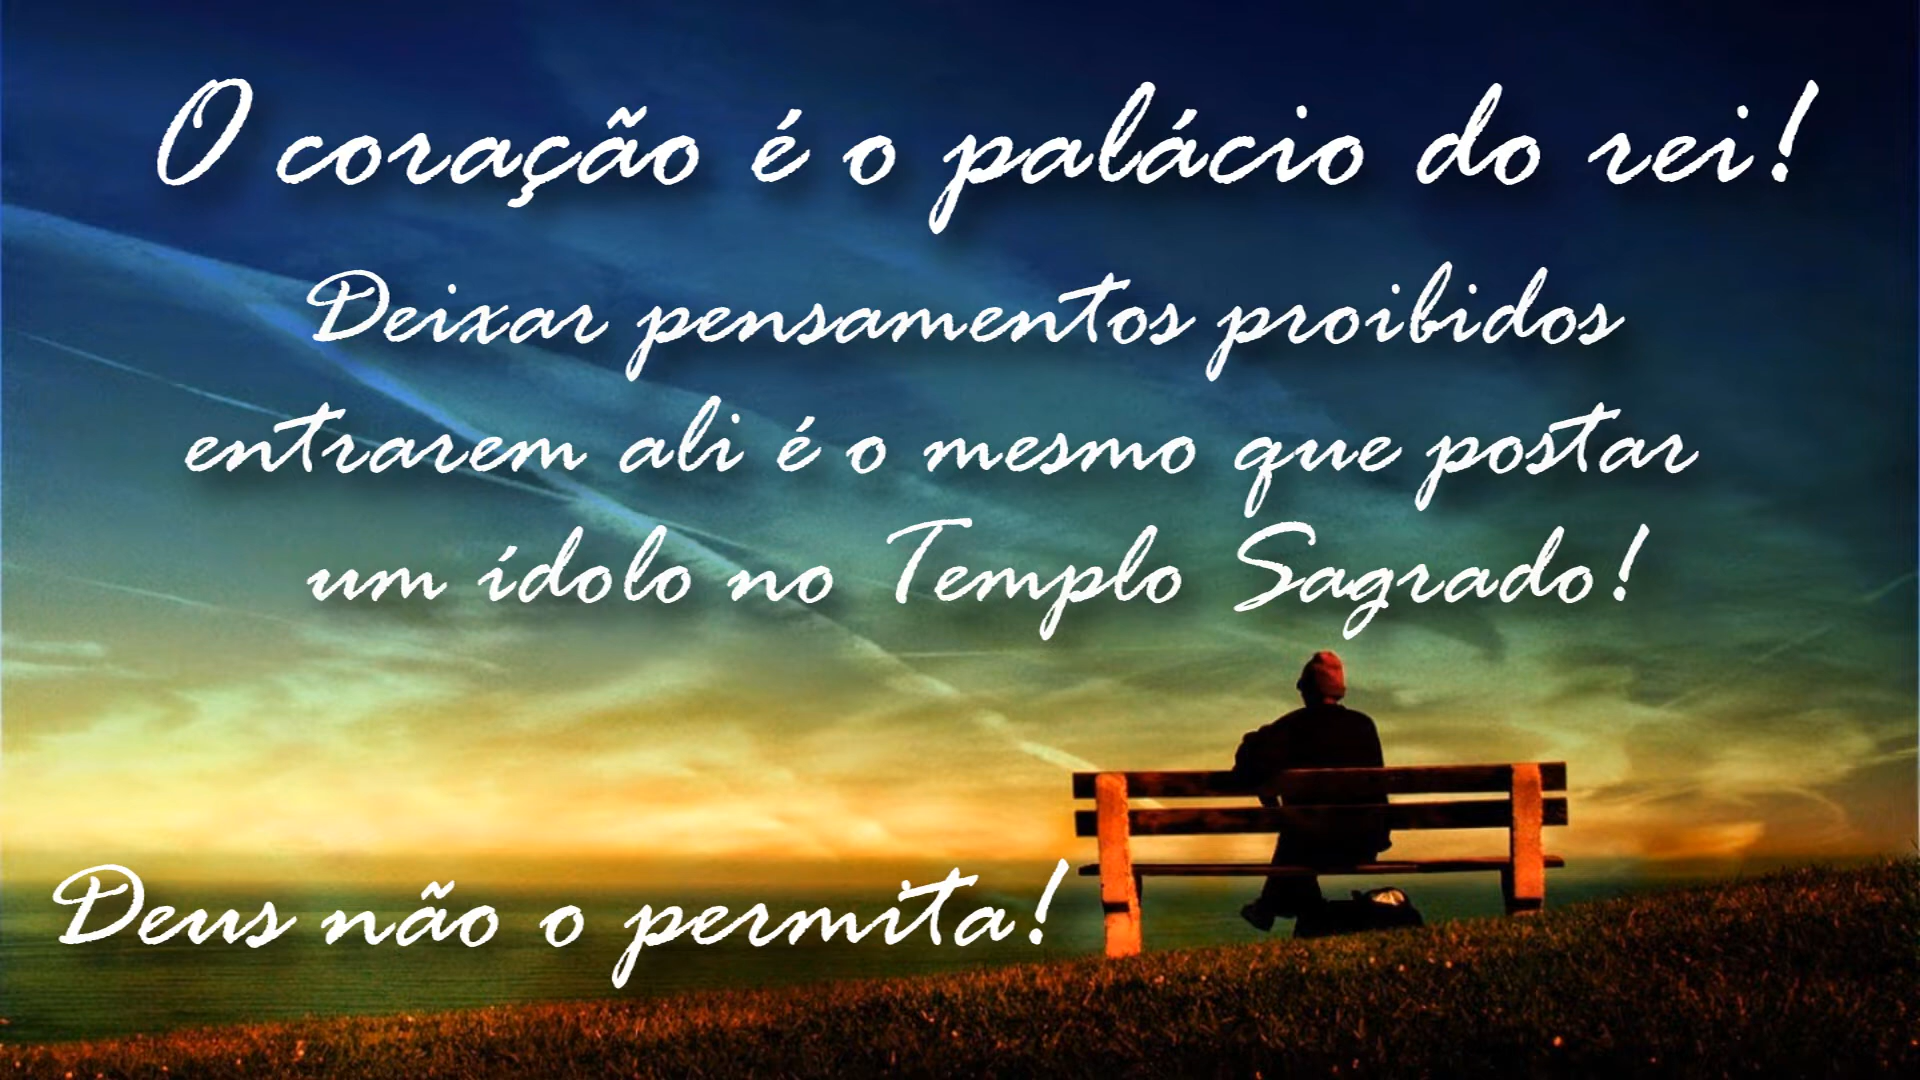 O coração é o palácio do rei!
Deixar pensamentos proibidos
entrarem ali é o mesmo que postar
um ídolo no Templo Sagrado!
Deus não o permita!